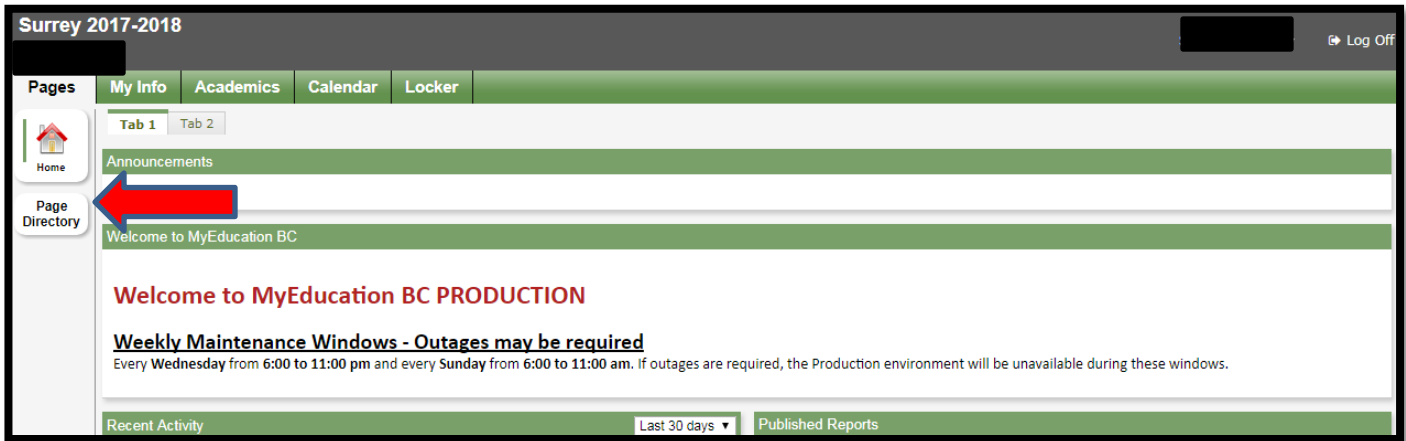 Surrey 2017-2018
Log Off
Pages My Info Academics Calendar Locker
Tab 1 Tab 2
Home
Announcements
Page
Directory
Welcome to MyEducation BC
Welcome to MyEducation BC PRODUCTION
Weekly Maintenance Windows - Outages may be required
Every Wednesday from 6:00 to 11:00 pm and every Sunday from 6:00 to 11:00 am. If outages are required, the Production environment will be unavailable during these windows.
Recent Activity Last 30 days Published Reports